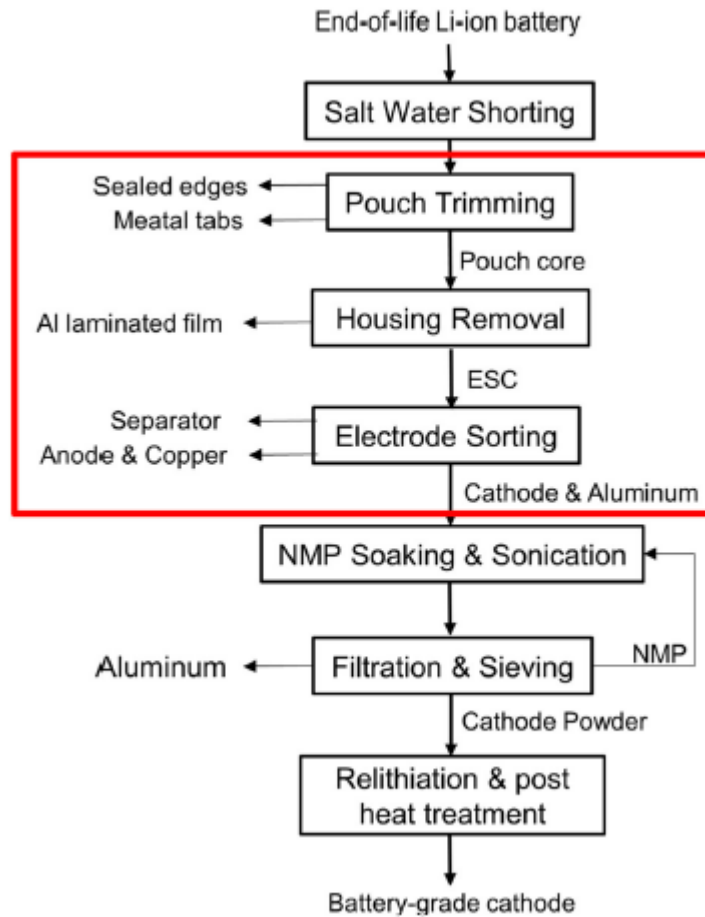 End-of-life Li-ion battery
Salt Water Shorting
Sealed edges
Meatal tabs
Pouch Trimming
Pouch core
Al laminated film
Housing Removal
ESC
Separator
Anode & Copper
Electrode Sorting
Cathode & Aluminum
NMP Soaking & Sonication
Aluminum
Filtration & Sieving
NMP
Cathode Powder
Relithiation & post
heat treatment
Battery-grade cathode